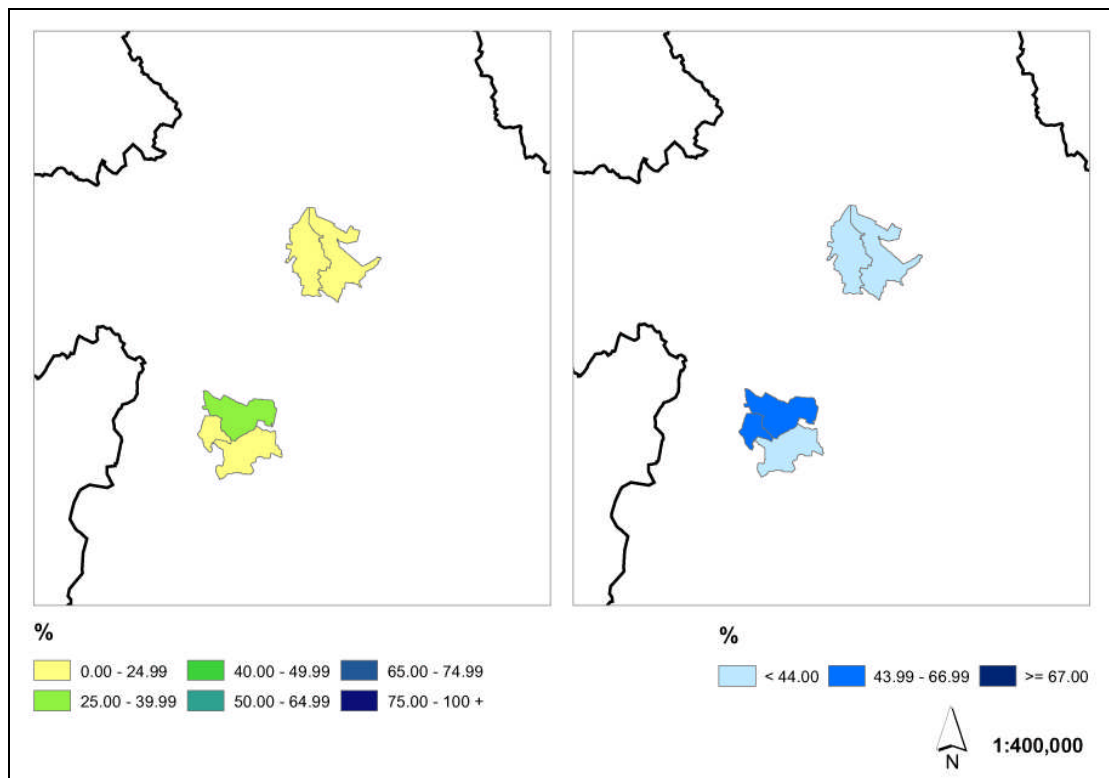 %
0.00 - 24.99 40.00 - 49.99 65.00 - 74.99
25.00 - 39.99 50.00 - 64.99 75.00 - 100 +
%
< 44.00 43.99 - 66.99 >= 67.00
N 1:400,000